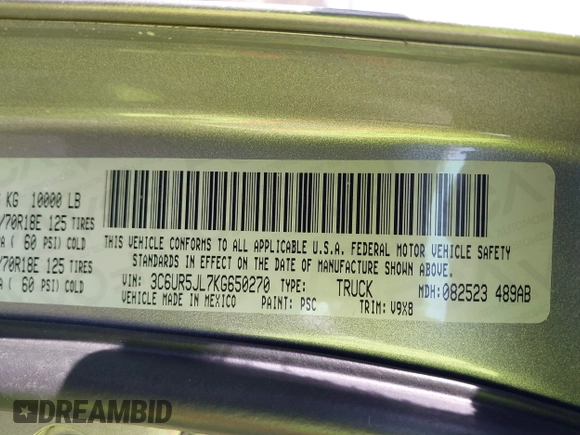 KG 10000 LB
/70R18E 125 TIRES
( 60 PSI) COLD
/70R18E 125 TIRES
( 60 PSI) COLD
THIS VEHICLE CONFORMS TO ALL APPLICABLE U.S.A. FEDERAL MOTOR VEHICLE SAFETY
STANDARDS IN EFFECT ON THE DATE OF MANUFACTURE SHOWN ABOVE.
VIN: 3C6UR5JL7KG650270 TYPE: TRUCK MDH: 082523 489AB
MADE IN MEXICO PAINT: PSC TRIM: V9X8
DREAMBID